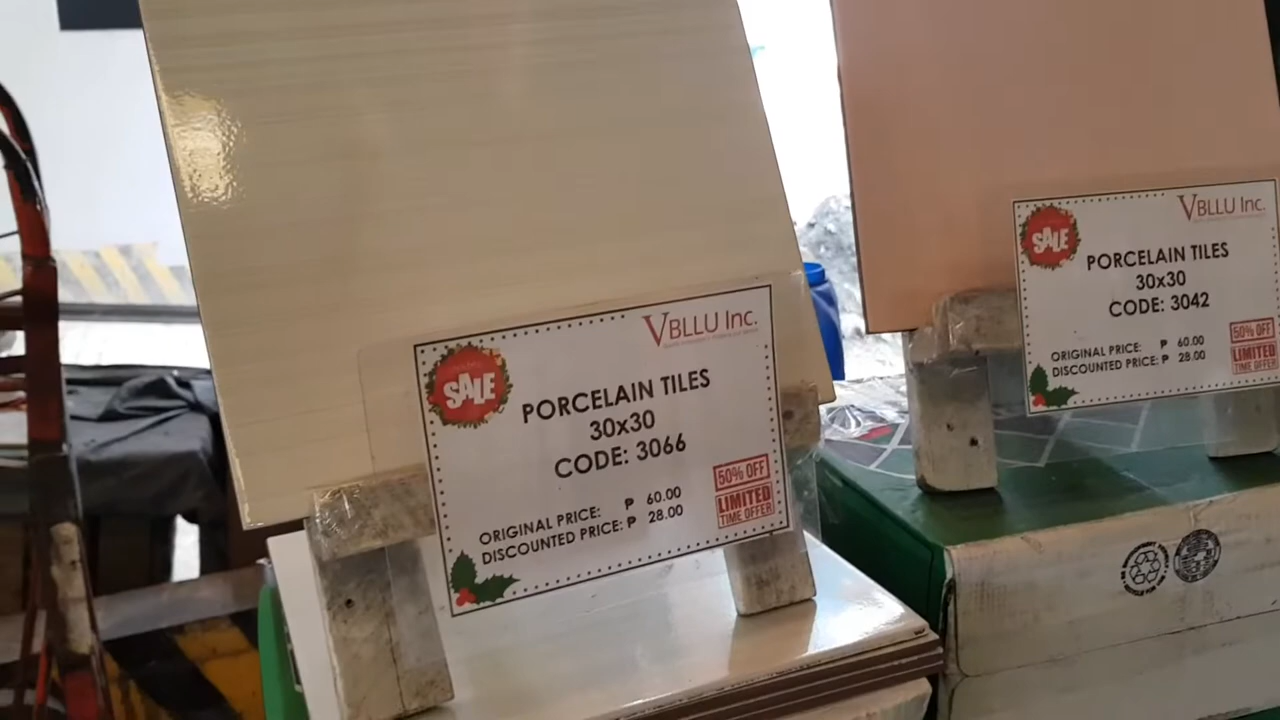 SALE
VBLLU Inc.
PORCELAIN TILES
30x30
CODE: 3066
ORIGINAL PRICE: ₱ 60.00
DISCOUNTED PRICE: ₱ 28.00
50% OFF
LIMITED
TIME OFFER
SALE
VBLLU Inc.
PORCELAIN TILES
30x30
CODE: 3042
ORIGINAL PRICE: ₱ 60.00
DISCOUNTED PRICE: ₱ 28.00
50% OFF
LIMITED
TIME OFFER